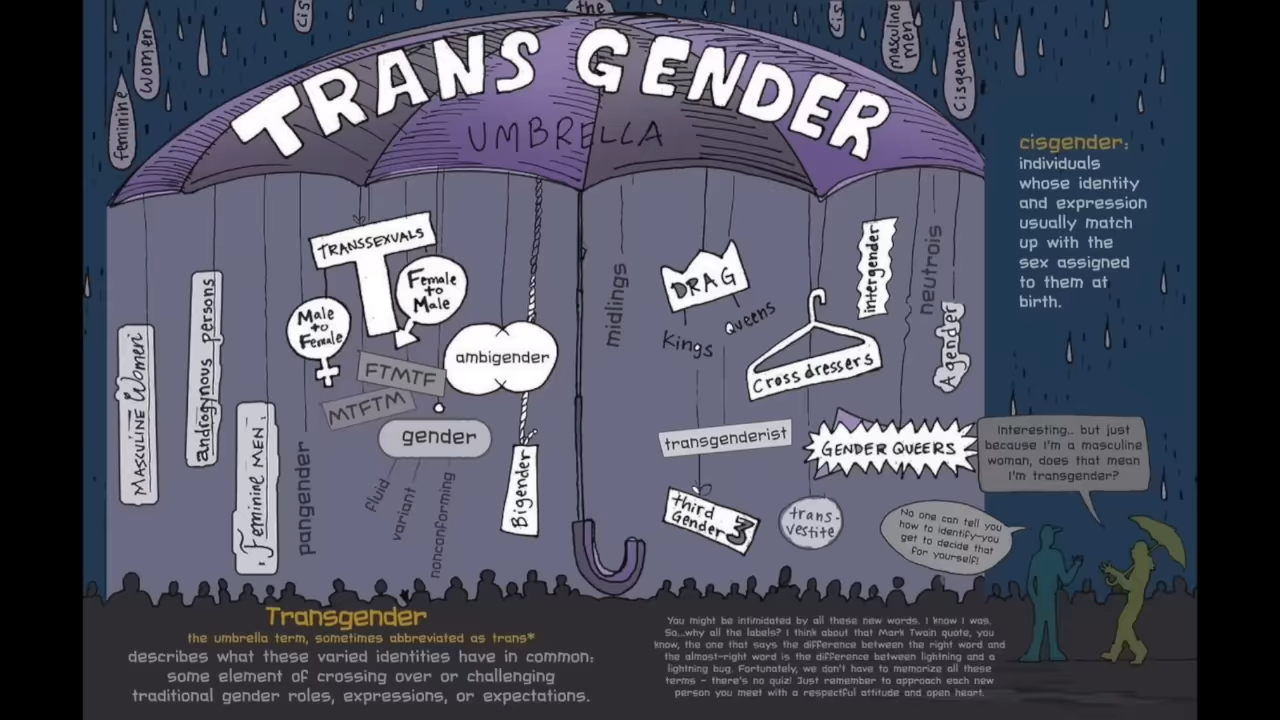 feminine
women
cis
the
cis
masculine
men
Cisgender
TRANSGENDER
UMBRELLA
cisgender:
individuals
whose identity
and expression
usually match
up with the
sex assigned
to them at
birth.
MASCULINE Women
androgynous persons
Feminine MEN
pangender
TRANSSEXUALS
T
Male
to
Female
Female
to
Male
FTMTF
MTFTM
ambigender
gender
fluid
variant
nonconforming
Bigender
midlings
DRAG
Kings
Queens
Cross dressers
intergender
neutrois
Agender
transgenderist
GENDER QUEERS
third
Gender 3
trans-
vestite
Interesting.. but just
because I'm a masculine
woman, does that mean
I'm transgender?
No one can tell you
how to identify-you
get to decide that
for yourself!
Transgender
the umbrella term, sometimes abbreviated as trans*
describes what these varied identities have in common:
some element of crossing over or challenging
traditional gender roles, expressions, or expectations.
You might be intimidated by all these new words. I know I was.
So...why all the labels? I think about that Mark Twain quote, you
know, the one that says the difference between the right word and
the almost-right word is the difference between lightning and a
lightning bug. Fortunately, we don't have to memorize all these
terms - there's no quiz! Just remember to approach each new
person you meet with a respectful attitude and open heart.